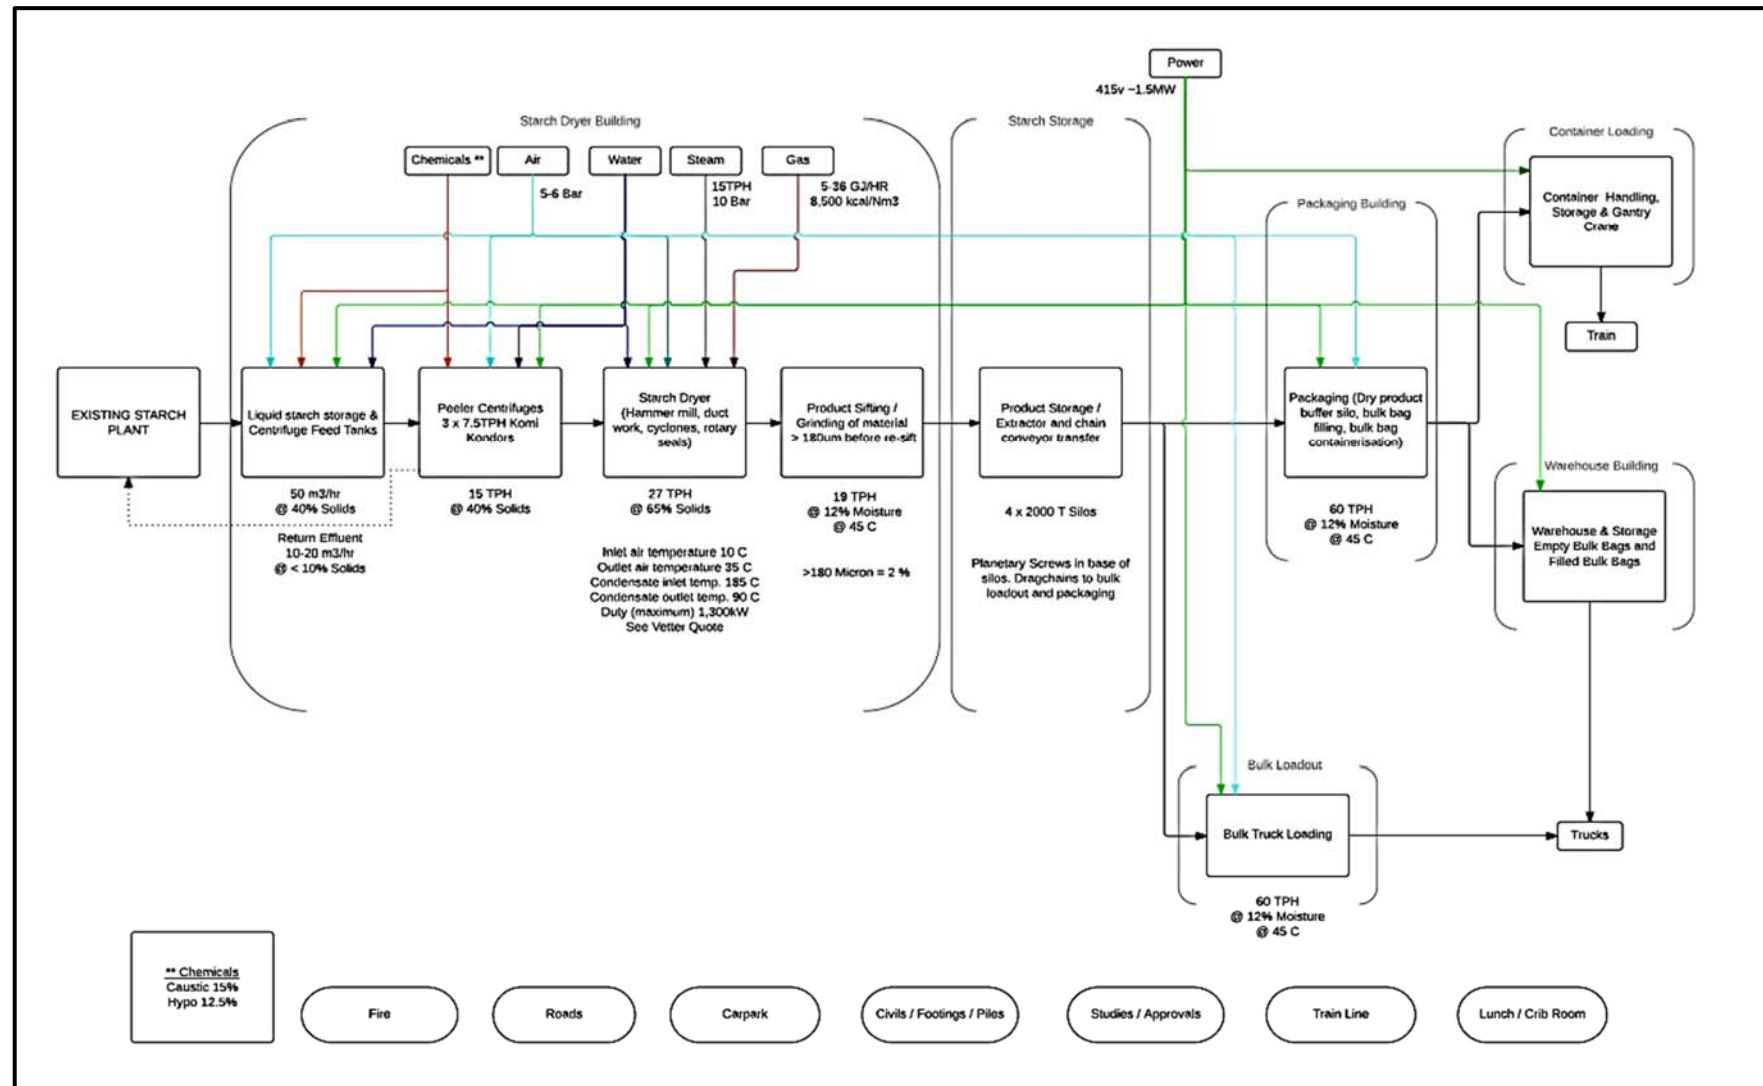 Power
415v ~1.5MW
Starch Dryer Building
Starch Storage
Container Loading
Chemicals **
Air
Water
Steam
Gas
5-6 Bar
15TPH
10 Bar
5-36 GJ/HR
8,500 kcal/Nm3
Packaging Building
Container Handling,
Storage & Gantry
Crane
Train
EXISTING STARCH
PLANT
Liquid starch storage &
Centrifuge Feed Tanks
Peeler Centrifuges
3 x 7.5TPH Komi
Kondors
Starch Dryer
(Hammer mill, duct
work, cyclones, rotary
seals)
Product Sifting /
Grinding of material
> 180um before re-sift
Product Storage /
Extractor and chain
conveyor transfer
Packaging (Dry product
buffer silo, bulk bag
filling, bulk bag
containerisation)
Warehouse Building
50 m3/hr
@ 40% Solids
15 TPH
@ 40% Solids
27 TPH
@ 65% Solids
19 TPH
@ 12% Moisture
@ 45 C
4 x 2000 T Silos
60 TPH
@ 12% Moisture
@ 45 C
Warehouse & Storage
Empty Bulk Bags and
Filled Bulk Bags
Return Effluent
10-20 m3/hr
@ < 10% Solids
Inlet air temperature 10 C
Outlet air temperature 35 C
Condensate inlet temp. 185 C
Condensate outlet temp. 90 C
Duty (maximum) 1,300kW
See Vetter Quote
>180 Micron = 2 %
Planetary Screws in base of
silos. Dragchains to bulk
loadout and packaging
Bulk Loadout
Bulk Truck Loading
Trucks
60 TPH
@ 12% Moisture
@ 45 C
** Chemicals
Caustic 15%
Hypo 12.5%
Fire
Roads
Carpark
Civils / Footings / Piles
Studies / Approvals
Train Line
Lunch / Crib Room